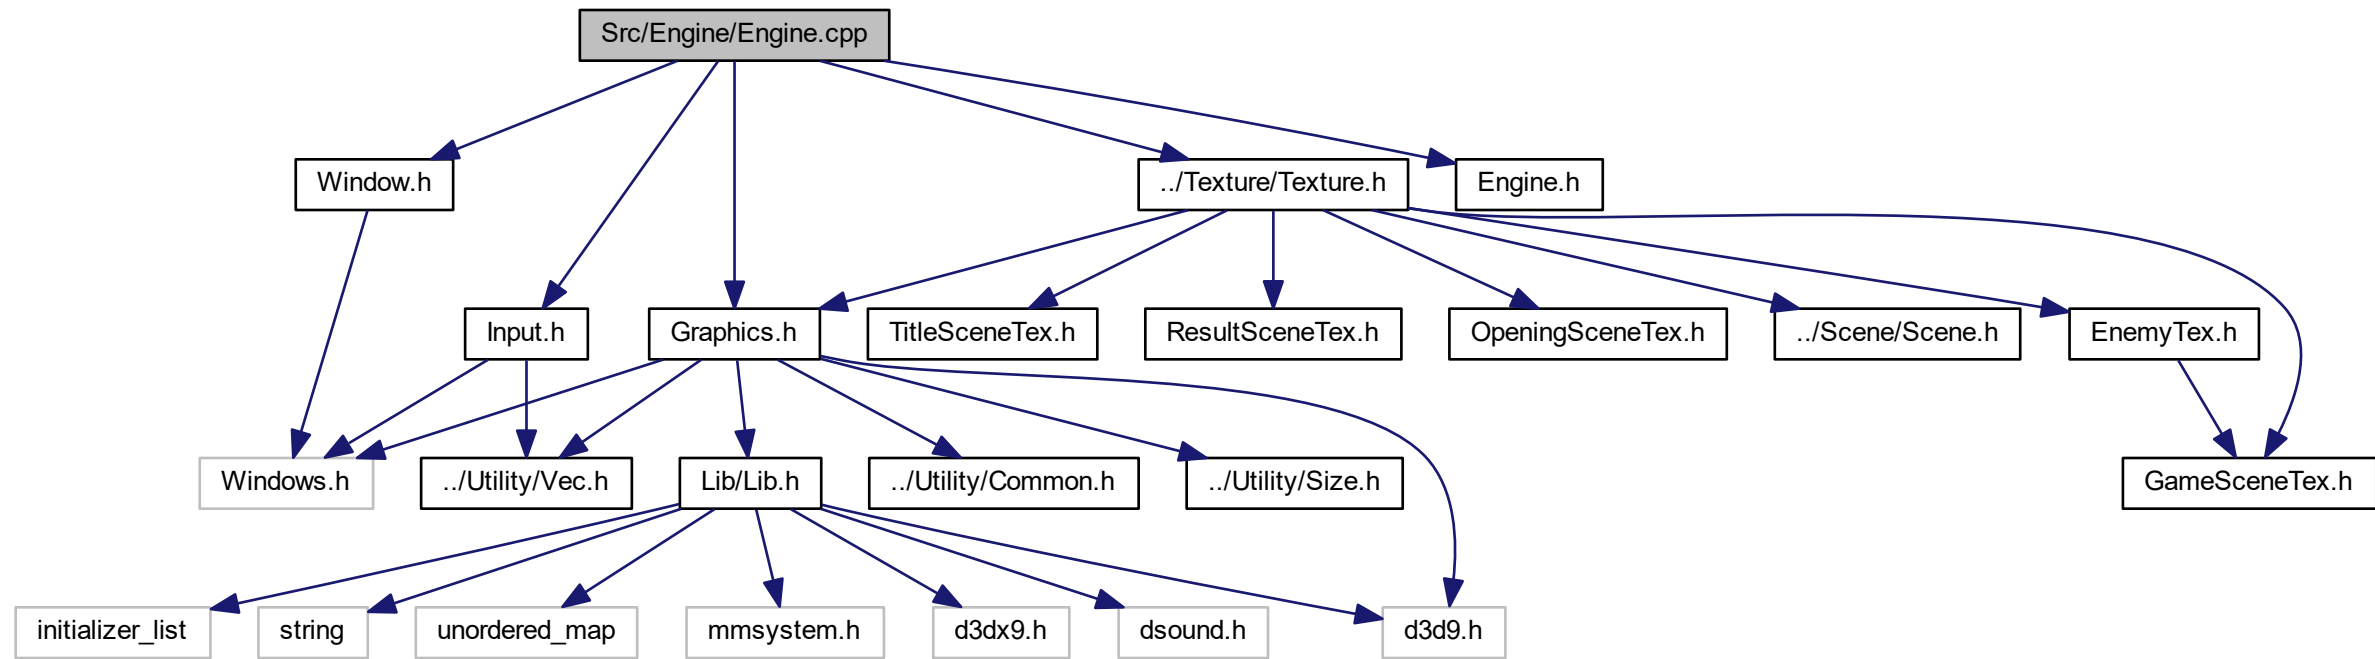 Src/Engine/Engine.cpp
Window.h
../Texture/Texture.h
Engine.h
Input.h
Graphics.h
TitleSceneTex.h
ResultSceneTex.h
OpeningSceneTex.h
../Scene/Scene.h
EnemyTex.h
Windows.h
../Utility/Vec.h
Lib/Lib.h
../Utility/Common.h
../Utility/Size.h
GameSceneTex.h
initializer_list
string
unordered_map
mmsystem.h
d3dx9.h
dsound.h
d3d9.h